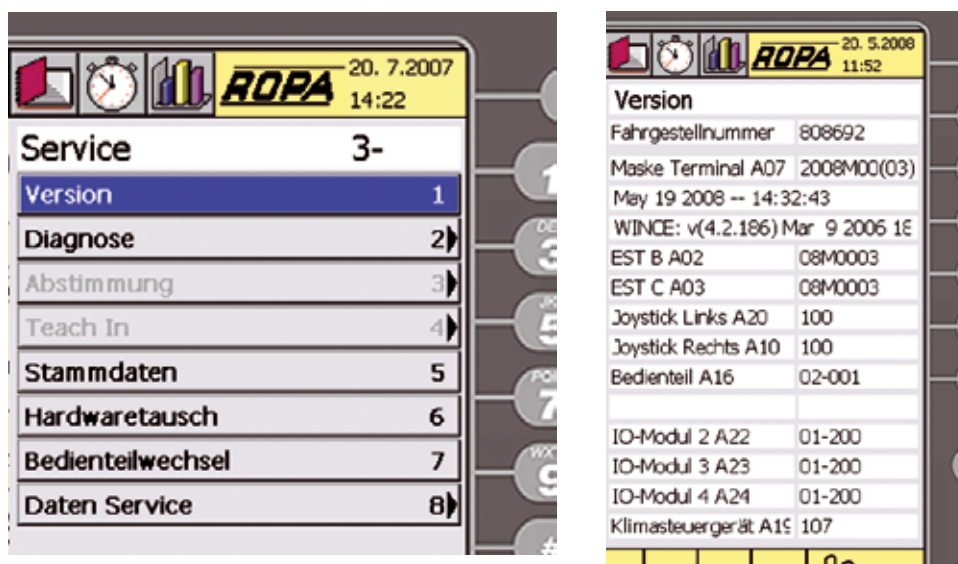 ROPA
20. 7.2007
14:22
Service 3-
Version 1
Diagnose 2
Abstimmung 3
Teach In 4
Stammdaten 5
Hardwaretausch 6
Bedienteilwechsel 7
Daten Service 8
1
3
5
7
9
#
ROPA
20. 5.2008
11:52
Version
Fahrgestellnummer 808692
Maske Terminal A07 2008M00(03)
May 19 2008 -- 14:32:43
WINCE: v(4.2.186) Mar 9 2006 18
EST B A02 08M0003
EST C A03 08M0003
Joystick Links A20 100
Joystick Rechts A10 100
Bedienteil A16 02-001
IO-Modul 2 A22 01-200
IO-Modul 3 A23 01-200
IO-Modul 4 A24 01-200
Klimasteuergerät A19 107